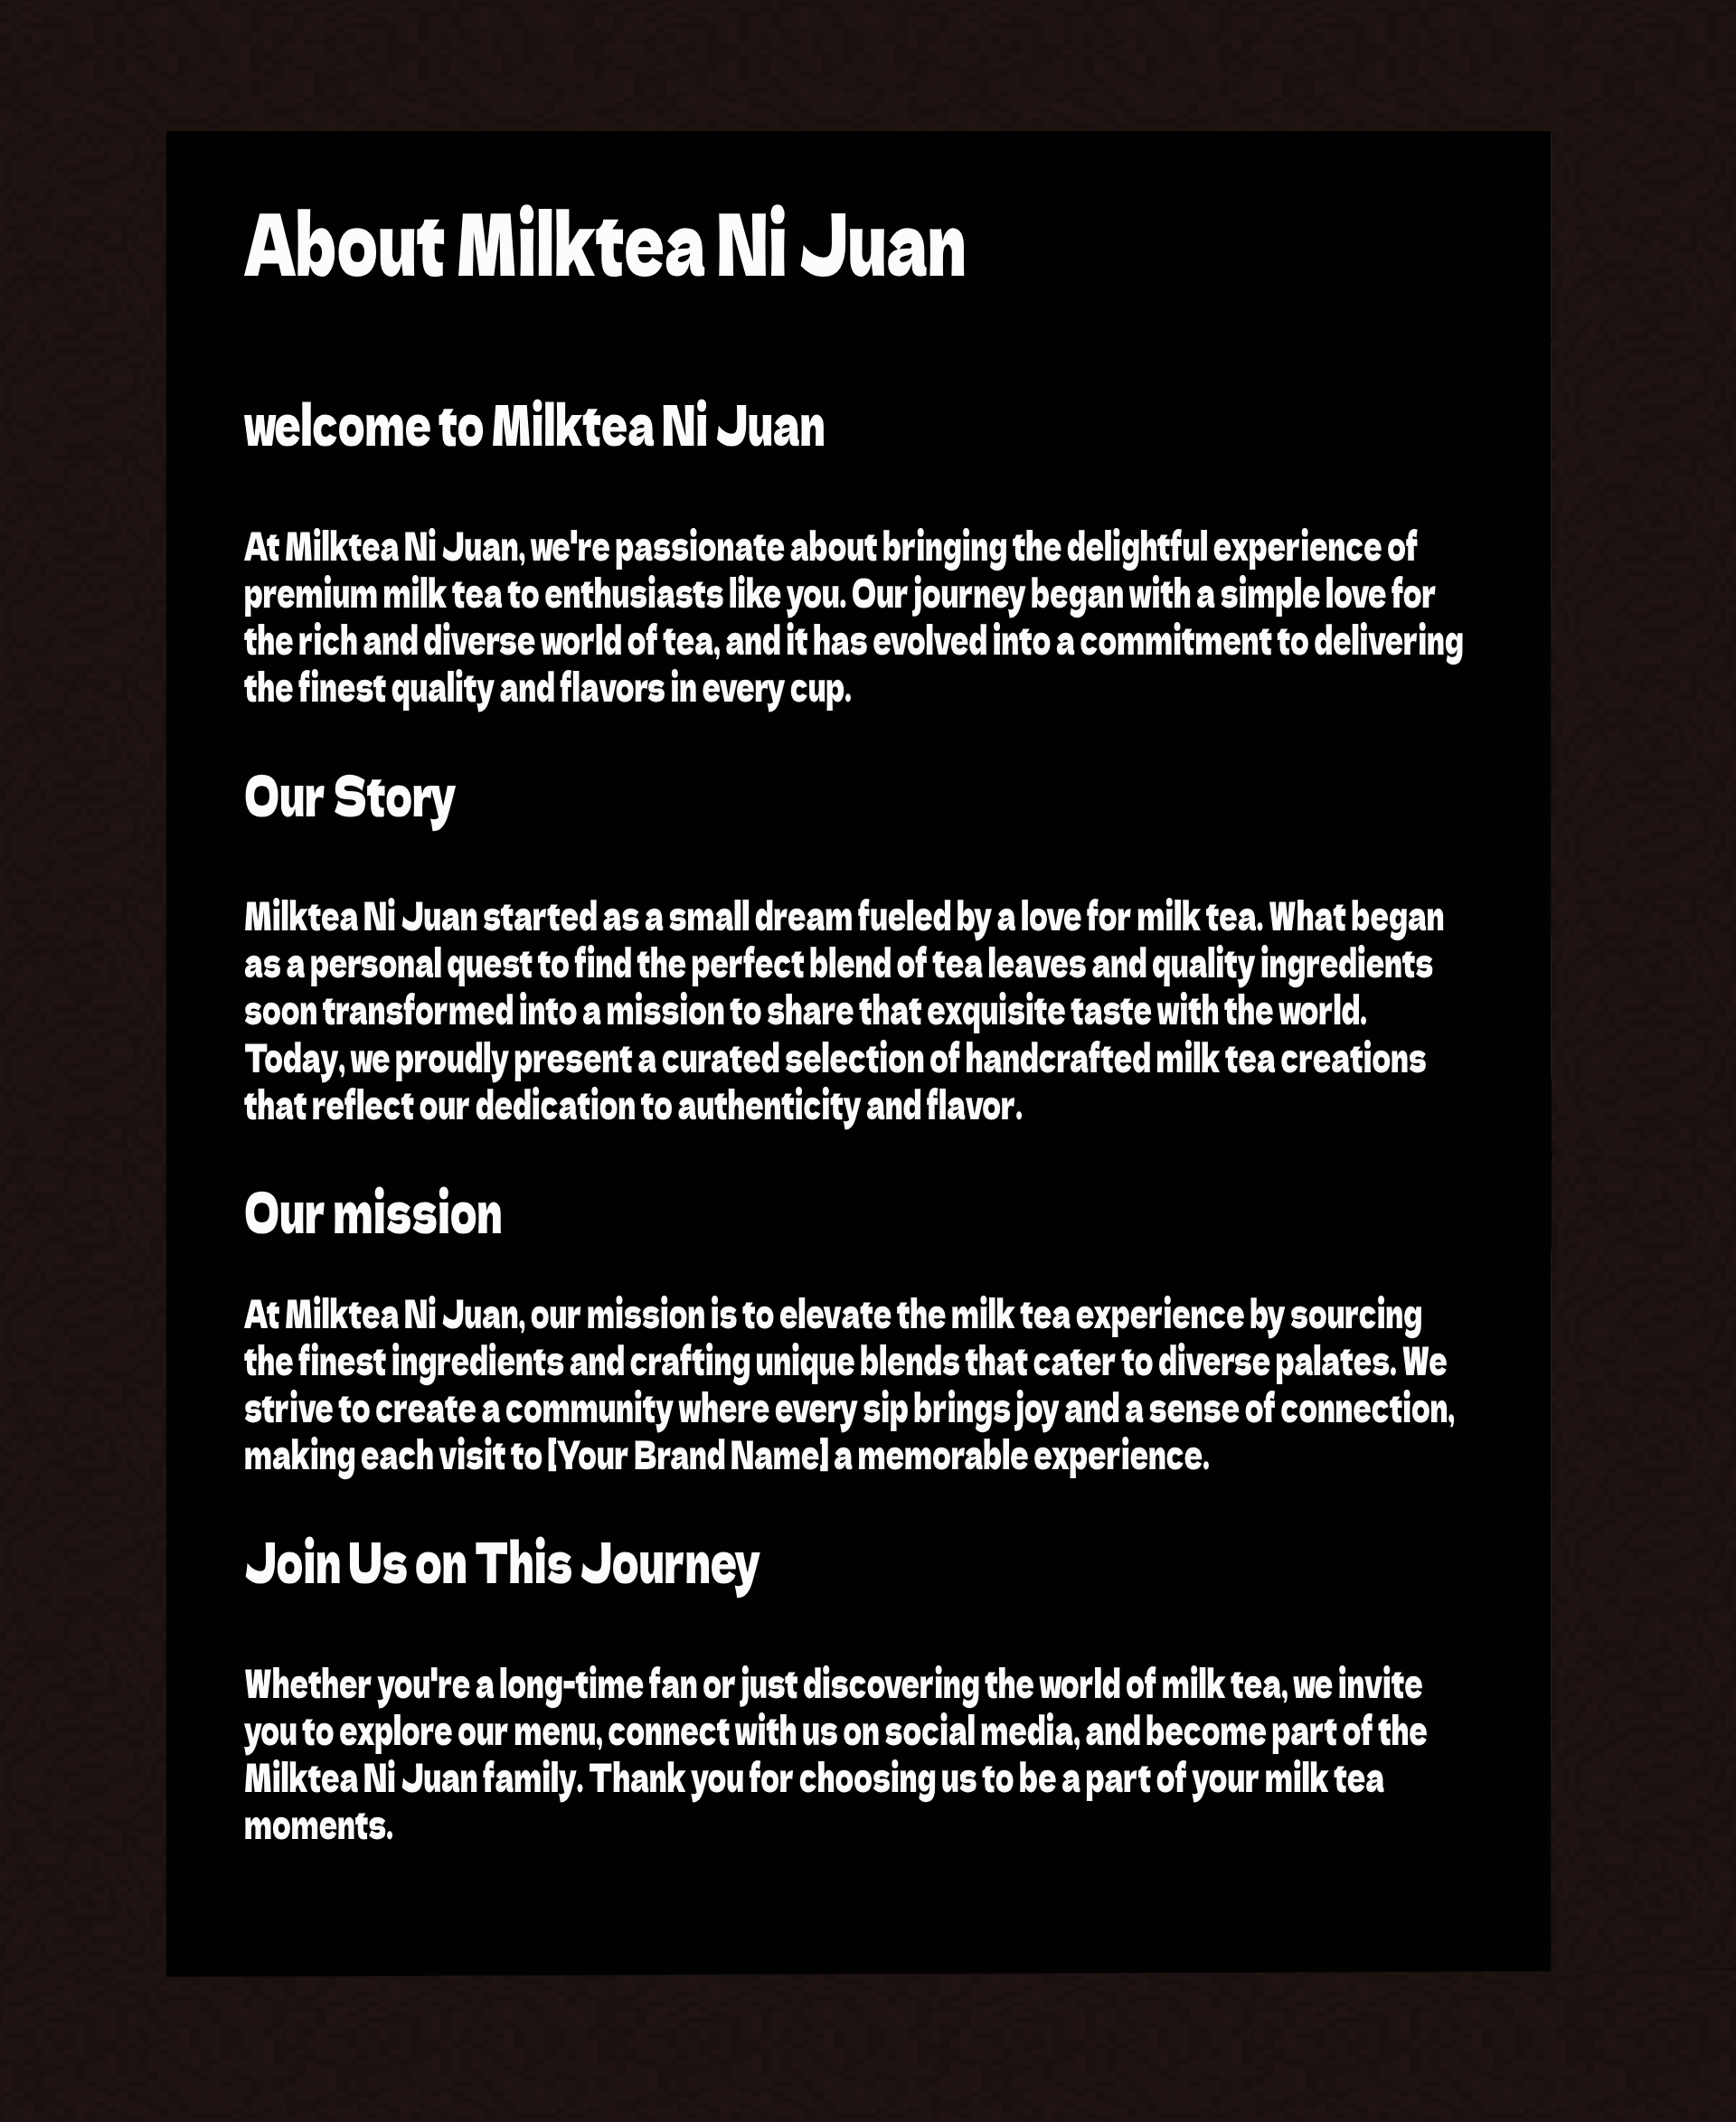 About Milktea Ni Juan
welcome to Milktea Ni Juan
At Milktea Ni Juan, we're passionate about bringing the delightful experience of
premium milk tea to enthusiasts like you. Our journey began with a simple love for
the rich and diverse world of tea, and it has evolved into a commitment to delivering
the finest quality and flavors in every cup.
Our Story
Milktea Ni Juan started as a small dream fueled by a love for milk tea. What began
as a personal quest to find the perfect blend of tea leaves and quality ingredients
soon transformed into a mission to share that exquisite taste with the world.
Today, we proudly present a curated selection of handcrafted milk tea creations
that reflect our dedication to authenticity and flavor.
Our mission
At Milktea Ni Juan, our mission is to elevate the milk tea experience by sourcing
the finest ingredients and crafting unique blends that cater to diverse palates. We
strive to create a community where every sip brings joy and a sense of connection,
making each visit to [Your Brand Name] a memorable experience.
Join Us on This Journey
Whether you're a long-time fan or just discovering the world of milk tea, we invite
you to explore our menu, connect with us on social media, and become part of the
Milktea Ni Juan family. Thank you for choosing us to be a part of your milk tea
moments.